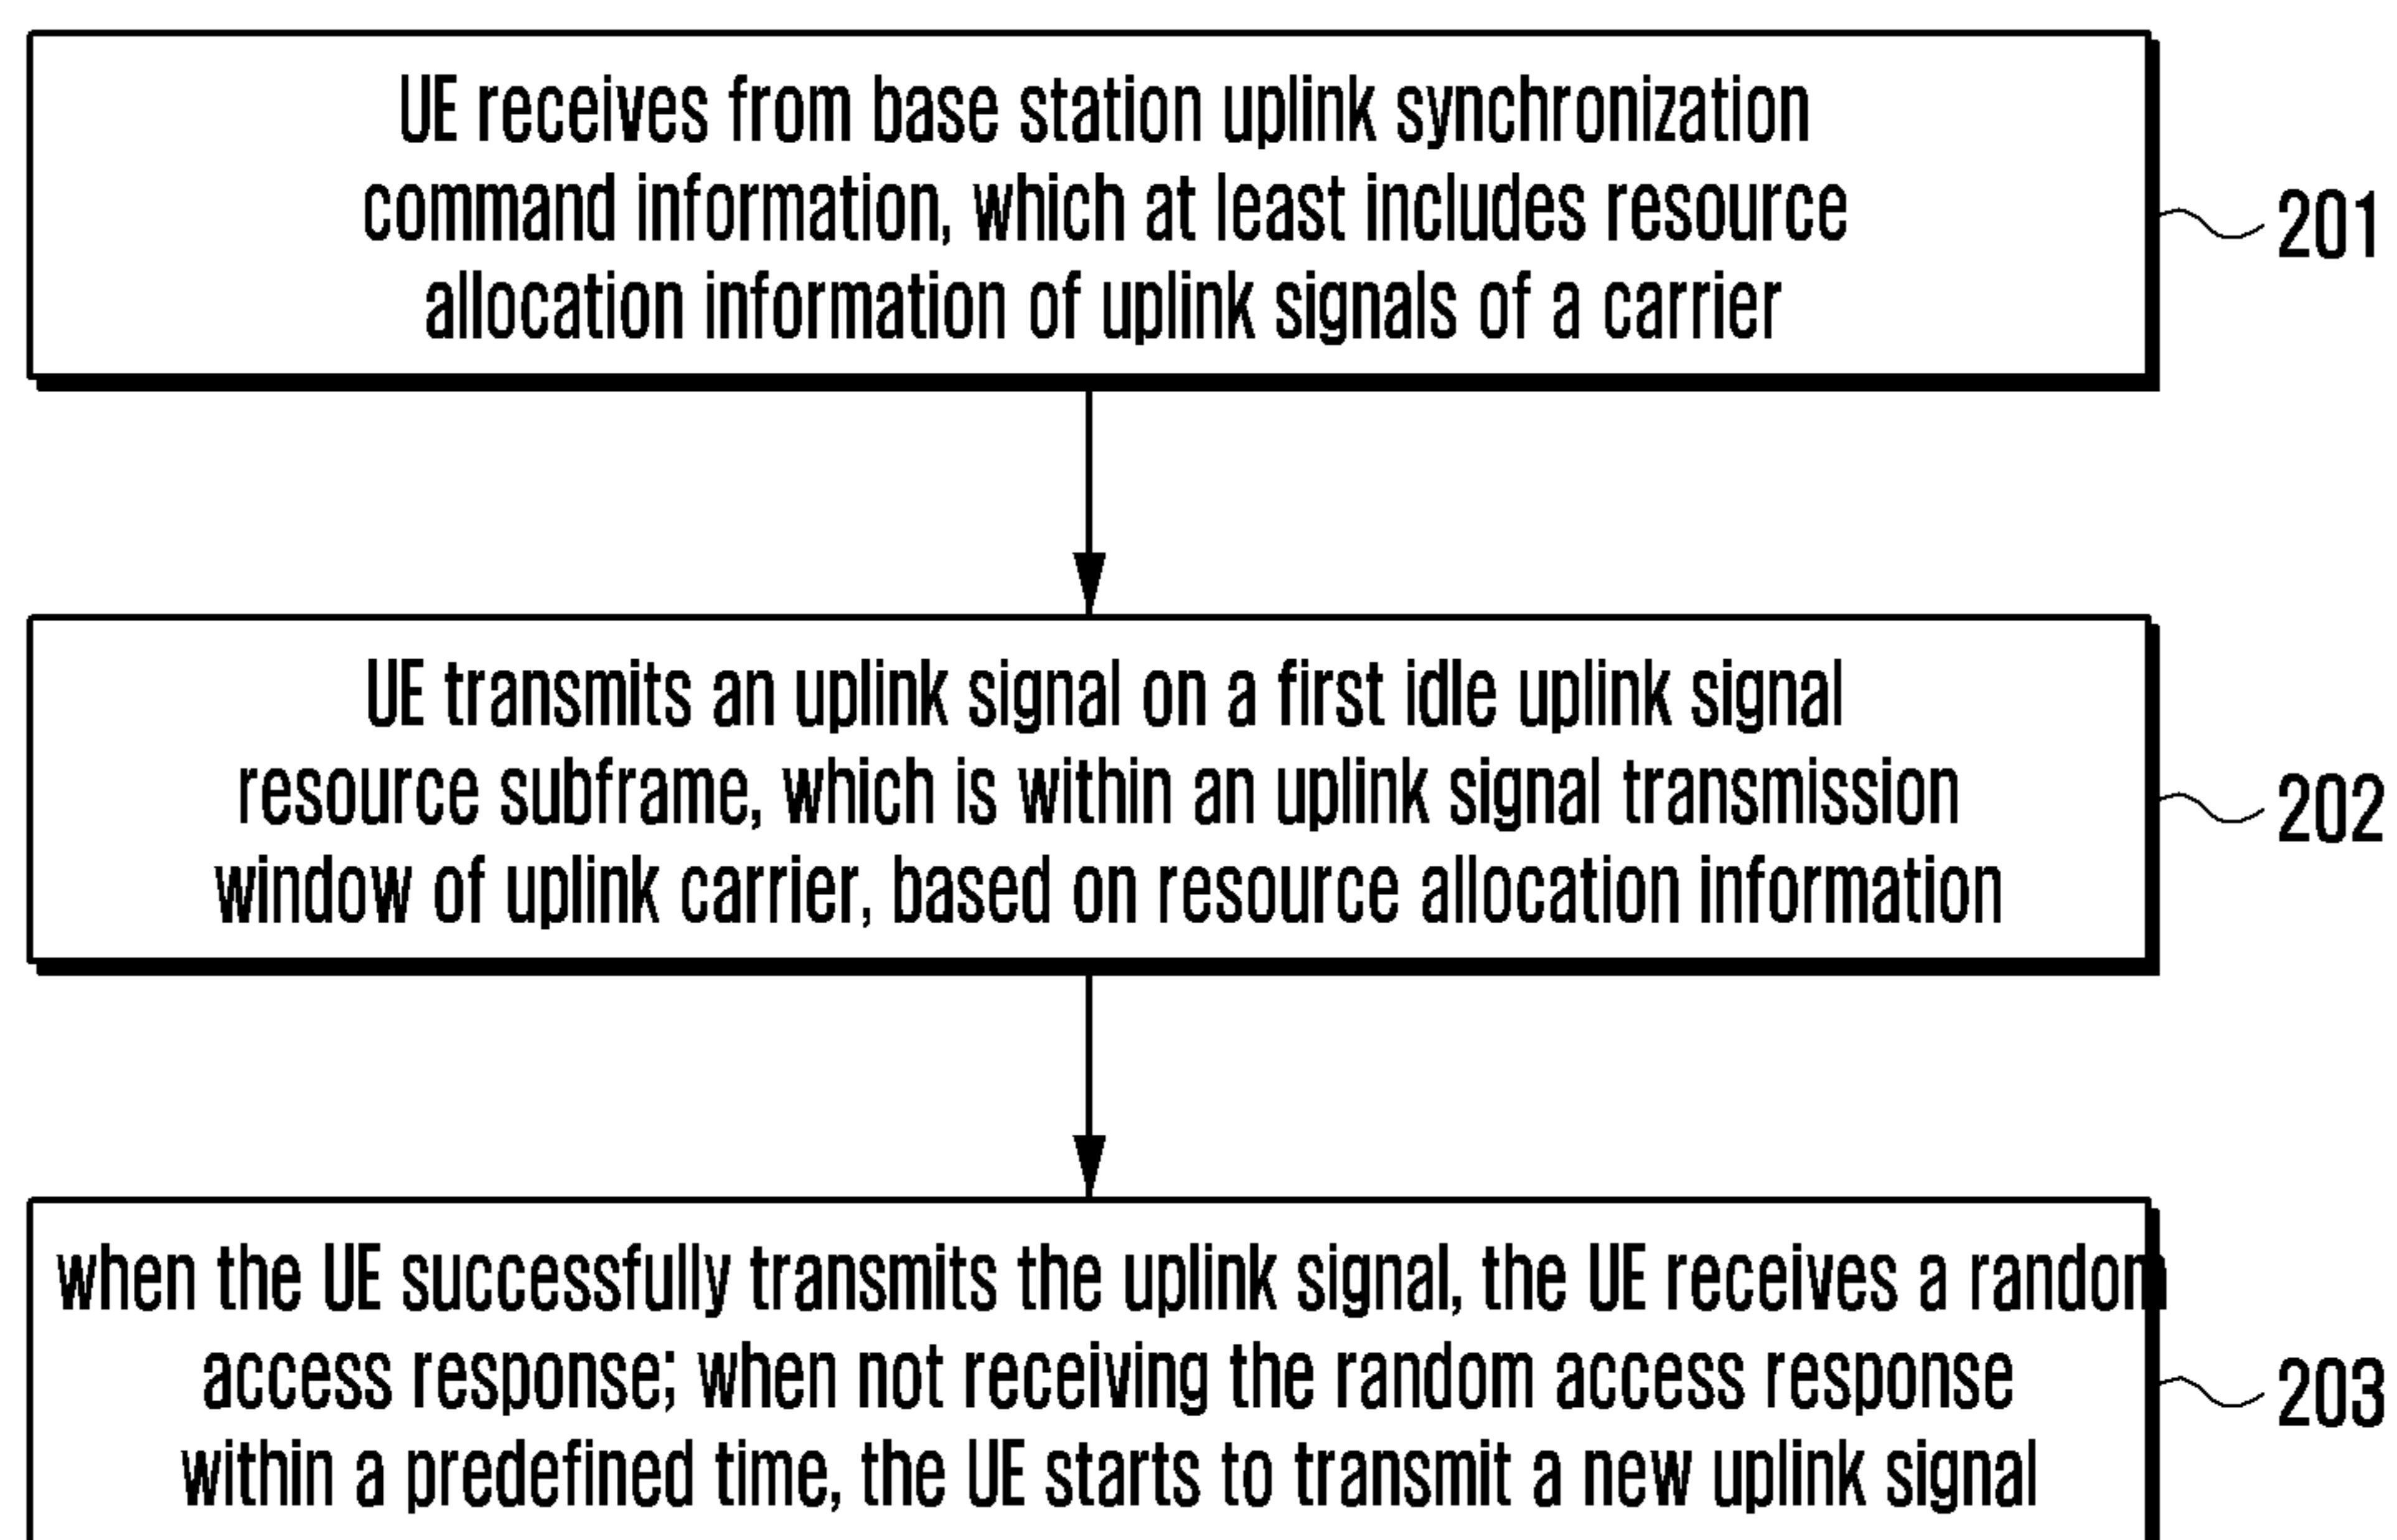 UE receives from base station uplink synchronization
command information, which at least includes resource
allocation information of uplink signals of a carrier
201
UE transmits an uplink signal on a first idle uplink signal
resource subframe, which is within an uplink signal transmission
window of uplink carrier, based on resource allocation information
202
when the UE successfully transmits the uplink signal, the UE receives a random
access response; when not receiving the random access response
within a predefined time, the UE starts to transmit a new uplink signal
203